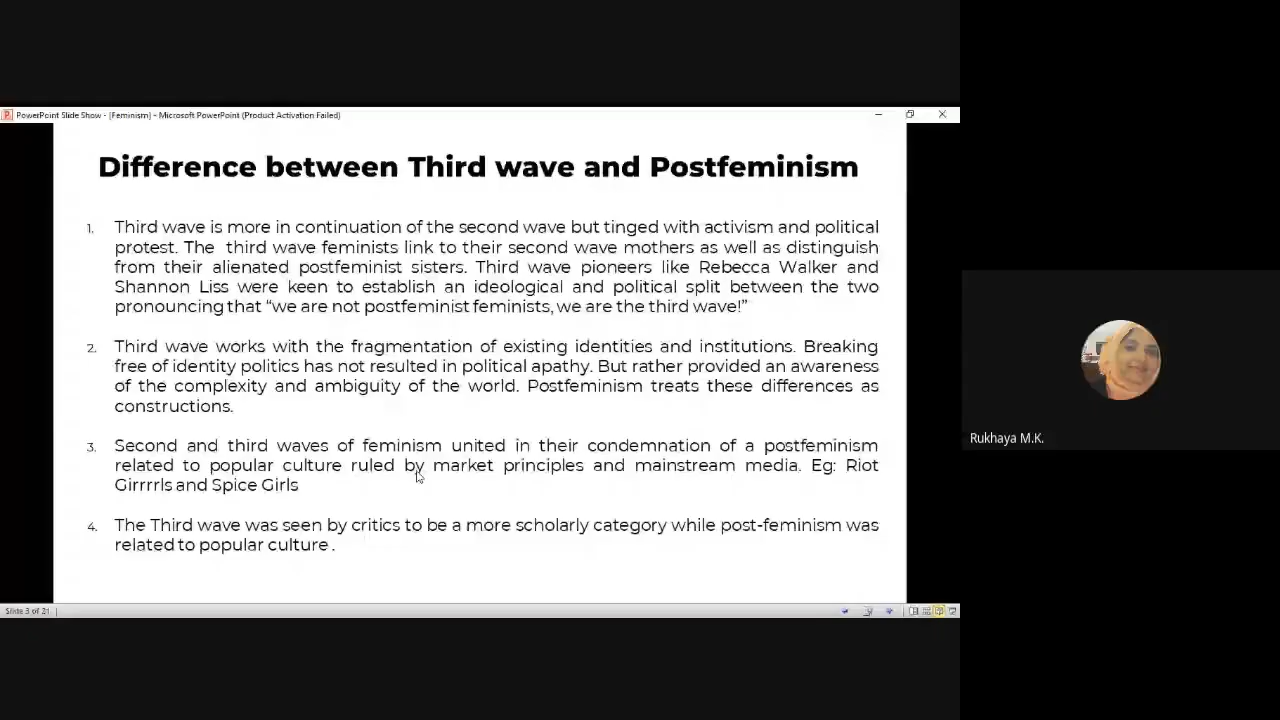 PowerPoint Slide Show - [Feminism] - Microsoft PowerPoint (Product Activation Failed)
Difference between Third wave and Postfeminism
1. Third wave is more in continuation of the second wave but tinged with activism and political
protest. The third wave feminists link to their second wave mothers as well as distinguish
from their alienated postfeminist sisters. Third wave pioneers like Rebecca Walker and
Shannon Liss were keen to establish an ideological and political split between the two
pronouncing that “we are not postfeminist feminists, we are the third wave!”
2. Third wave works with the fragmentation of existing identities and institutions. Breaking
free of identity politics has not resulted in political apathy. But rather provided an awareness
of the complexity and ambiguity of the world. Postfeminism treats these differences as
constructions.
3. Second and third waves of feminism united in their condemnation of a postfeminism
related to popular culture ruled by market principles and mainstream media. Eg: Riot
Girrrrls and Spice Girls
4. The Third wave was seen by critics to be a more scholarly category while post-feminism was
related to popular culture .
Rukhaya M.K.
Slide 3 of 21